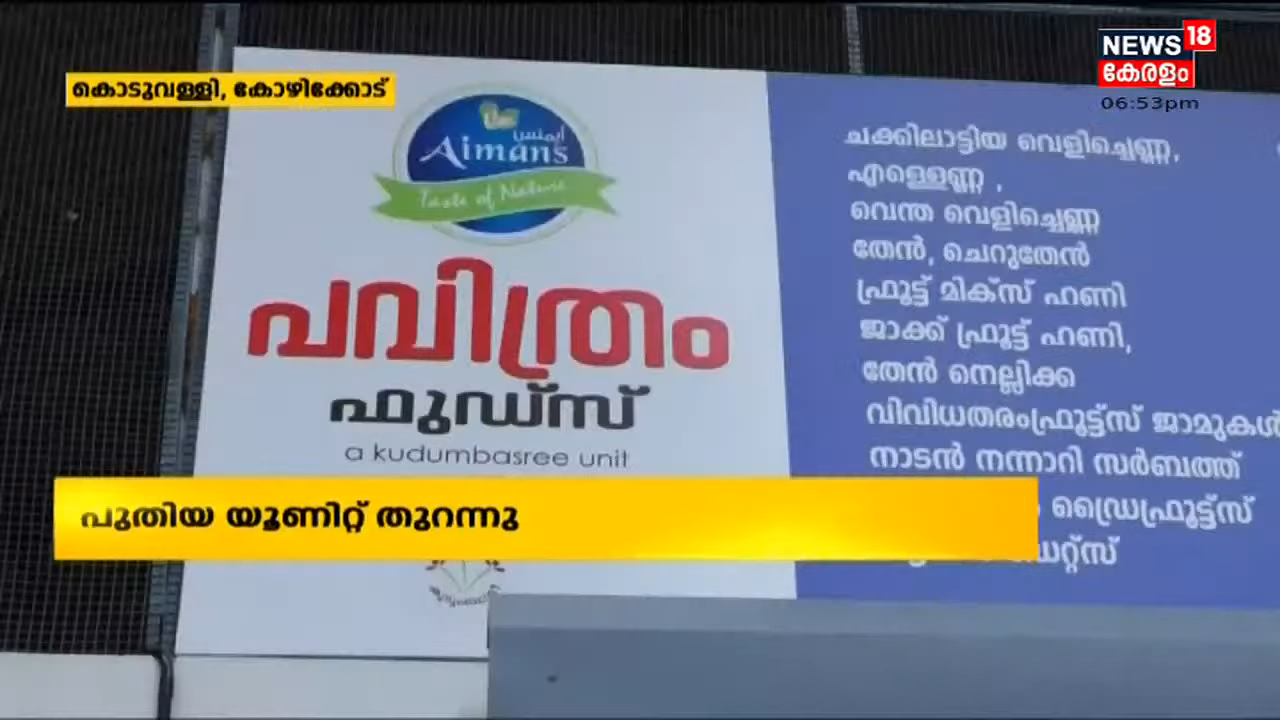 NEWS 18
കേരളം
06:53pm
കൊടുവള്ളി, കോഴിക്കോട്
ايمنس
Aimans
Taste of Nature
പവിത്രം
ഫുഡ്സ്
a kudumbasree unit
ചക്കിലാട്ടിയ വെളിച്ചെണ്ണ,
എള്ളെണ്ണ ,
വെന്ത വെളിച്ചെണ്ണ
തേൻ, ചെറുതേൻ
ഫ്രൂട്ട് മിക്സ് ഹണി
ജാക്ക് ഫ്രൂട്ട് ഹണി,
തേൻ നെല്ലിക്ക
വിവിധതരംഫ്രൂട്ട്സ് ജാമുകൾ
നാടൻ നന്നാറി സർബത്ത്
ഡ്രൈഫ്രൂട്ട്സ്
പുതിയ യൂണിറ്റ് തുറന്നു